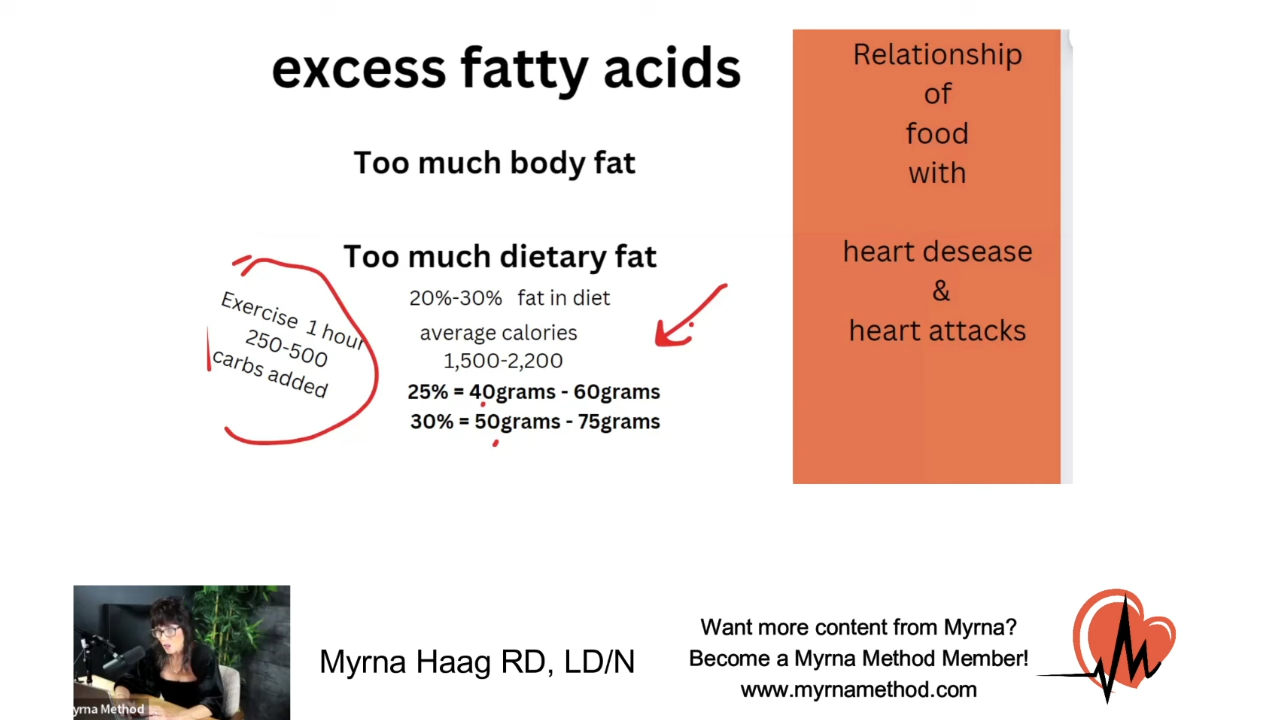 excess fatty acids
Too much body fat
Too much dietary fat
20%-30% fat in diet
average calories
1,500-2,200
25% = 40grams - 60grams
30% = 50grams - 75grams
Exercise 1 hour
250-500
carbs added
Relationship
of
food
with
heart desease
&
heart attacks
yrna Method
Myrna Haag RD, LD/N
Want more content from Myrna?
Become a Myrna Method Member!
www.myrnamethod.com